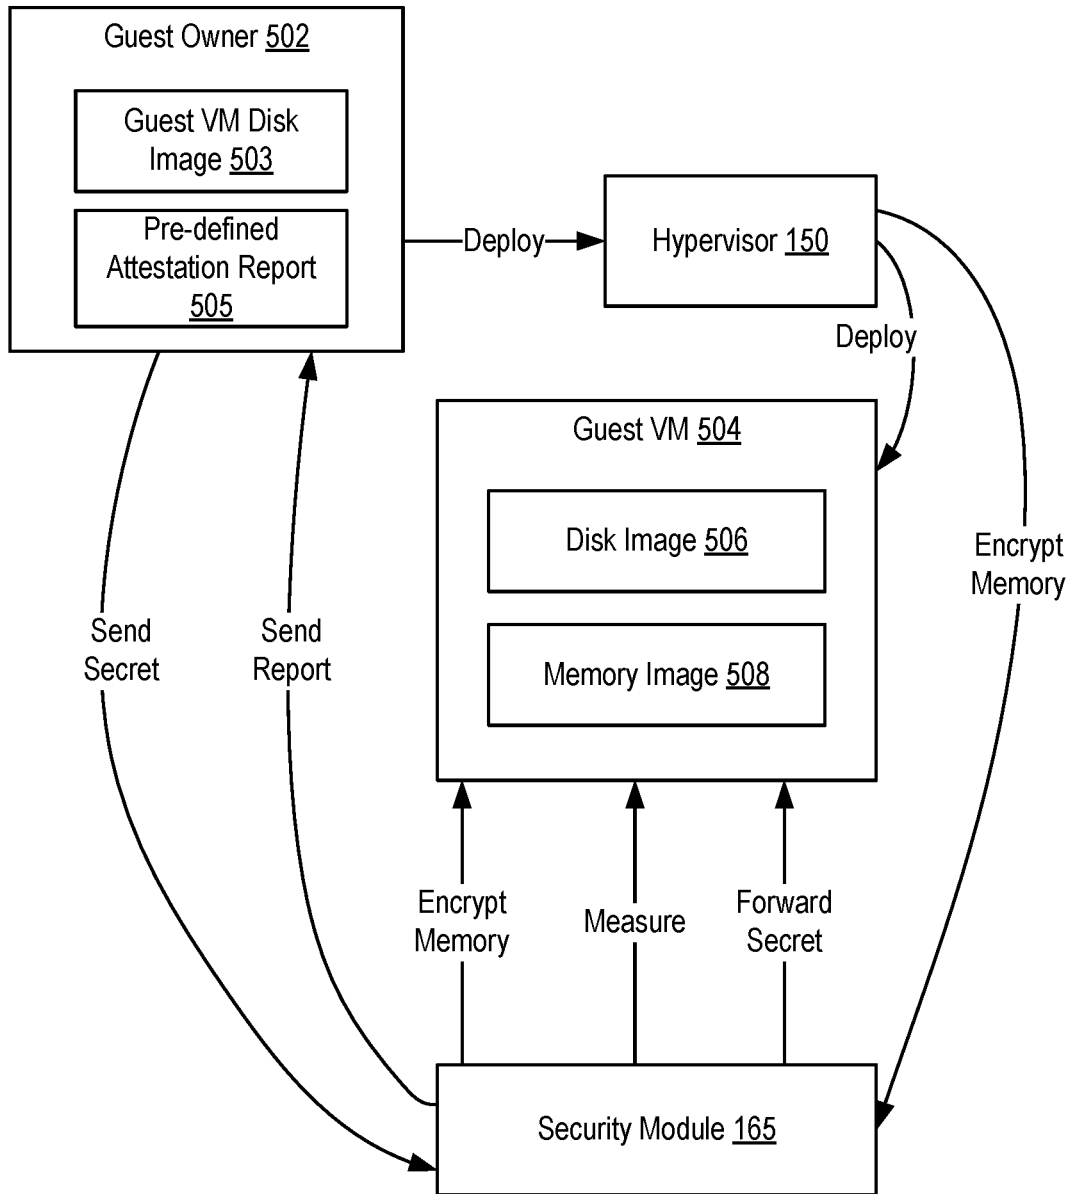 Guest Owner 502
Guest VM Disk
Image 503
Pre-defined
Attestation Report
505
Deploy
Hypervisor 150
Deploy
Guest VM 504
Disk Image 506
Memory Image 508
Encrypt
Memory
Send
Secret
Send
Report
Encrypt
Memory
Measure
Forward
Secret
Security Module 165